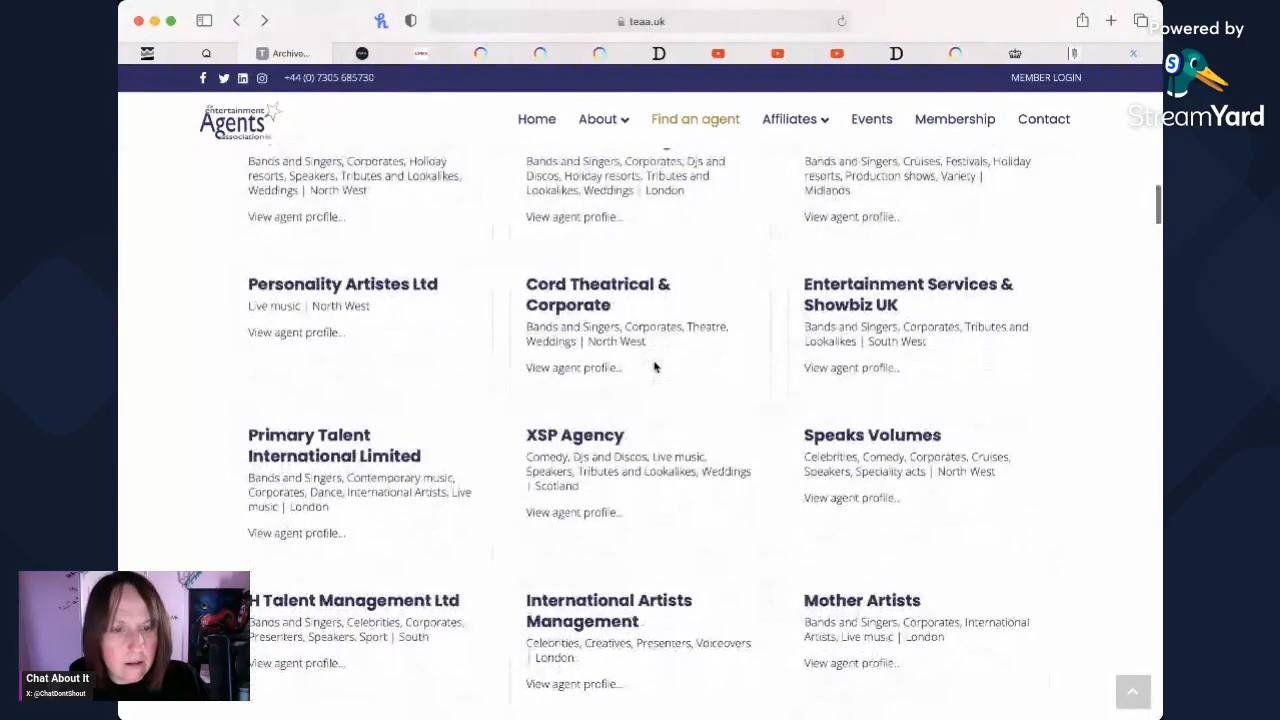 teaa.uk
Powered by
StreamYard
Archive...
+44 (0) 7305 685730
MEMBER LOGIN
the entertainment
Agents
association
Home
About
Find an agent
Affiliates
Events
Membership
Contact
Bands and Singers, Corporates, Holiday
resorts, Speakers, Tributes and Lookalikes,
Weddings | North West
View agent profile...
Bands and Singers, Corporates, Djs and
Discos, Holiday resorts, Tributes and
Lookalikes, Weddings | London
View agent profile...
Bands and Singers, Cruises, Festivals, Holiday
resorts, Production shows, Variety |
Midlands
View agent profile...
Personality Artistes Ltd
Live music | North West
View agent profile...
Cord Theatrical &
Corporate
Bands and Singers, Corporates, Theatre,
Weddings | North West
View agent profile...
Entertainment Services &
Showbiz UK
Bands and Singers, Corporates, Tributes and
Lookalikes | South West
View agent profile...
Primary Talent
International Limited
Bands and Singers, Contemporary music,
Corporates, Dance, International Artists, Live
music | London
View agent profile...
XSP Agency
Comedy, Djs and Discos, Live music,
Speakers, Tributes and Lookalikes, Weddings
| Scotland
View agent profile...
Speaks Volumes
Celebrities, Comedy, Corporates, Cruises,
Speakers, Speciality acts | North West
View agent profile...
H Talent Management Ltd
Bands and Singers, Celebrities, Corporates,
Presenters, Speakers, Sport | South
View agent profile...
International Artists
Management
Celebrities, Creatives, Presenters, Voiceovers
| London
View agent profile...
Mother Artists
Bands and Singers, Corporates, International
Artists, Live music | London
View agent profile...
Chat About It
X: @ChatDontShout